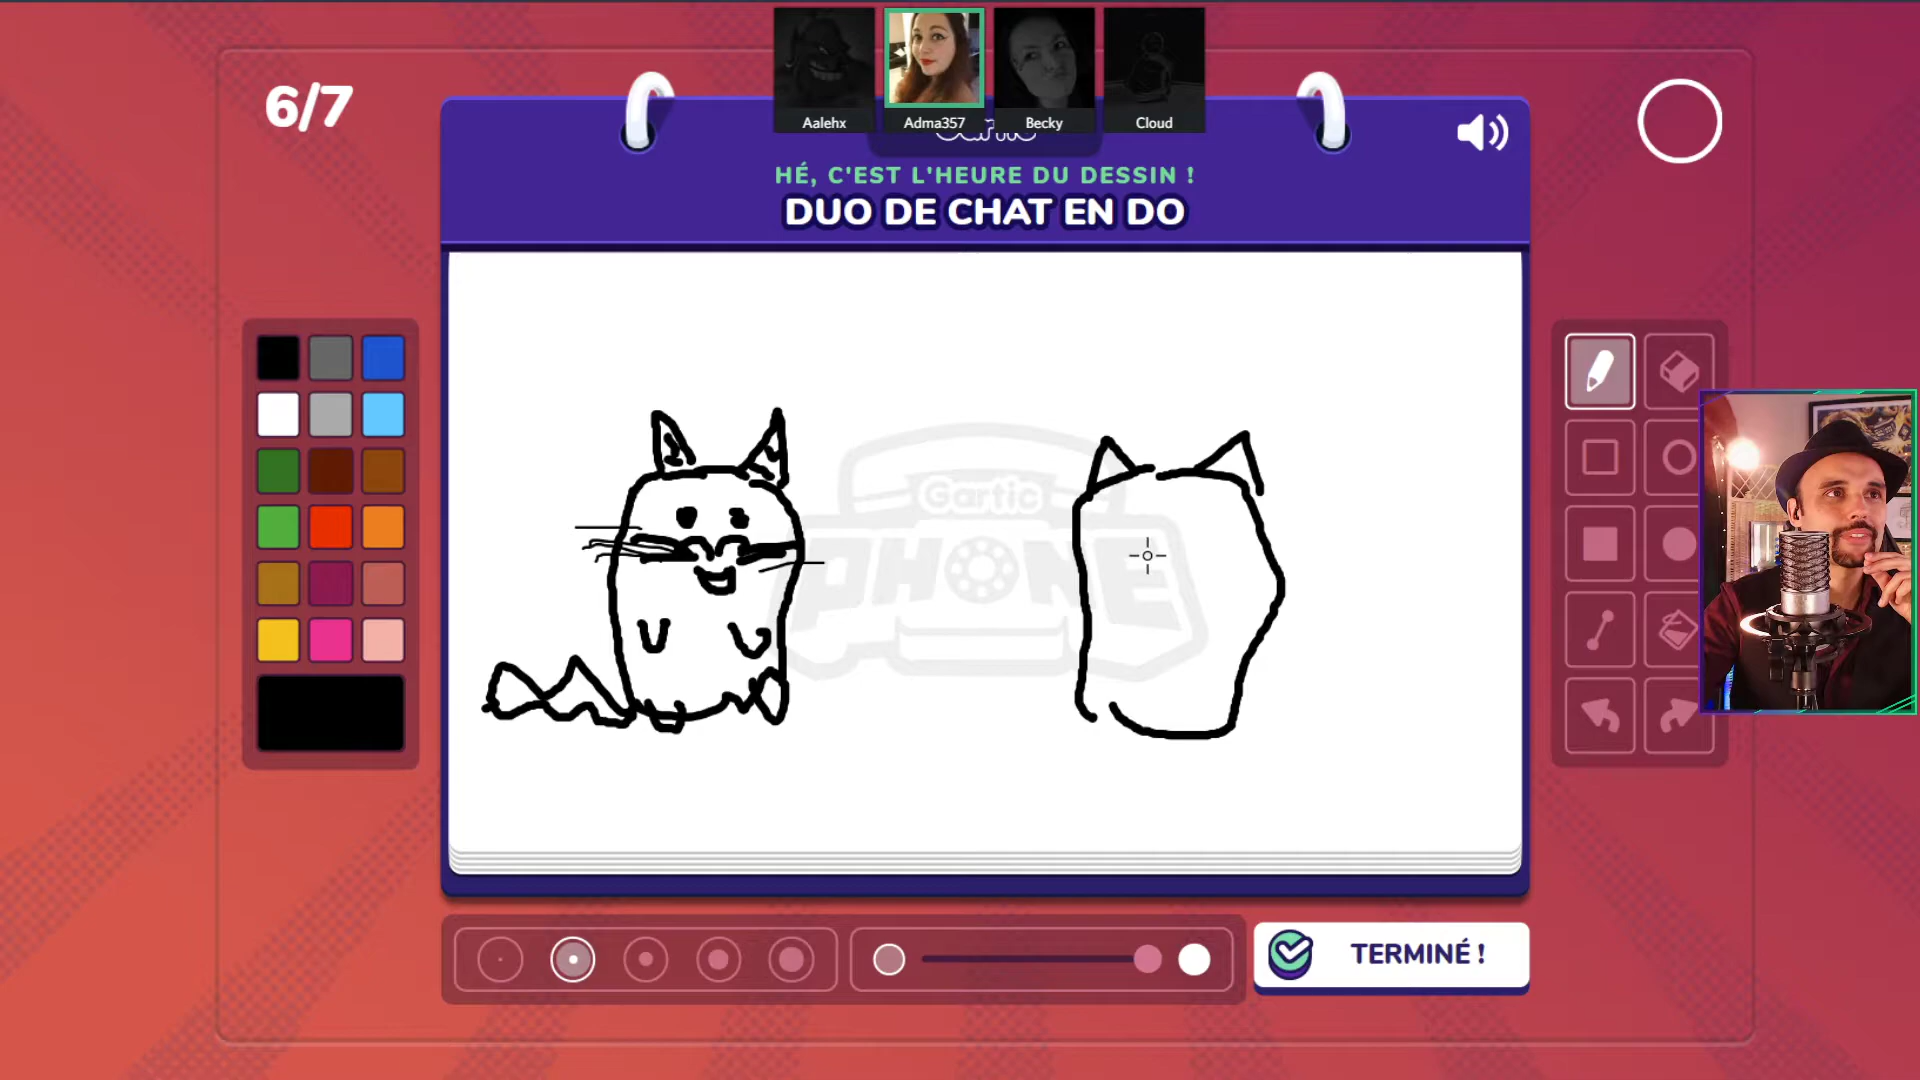 6/7
Aalehx
Adma357
Becky
Cloud
HÉ, C'EST L'HEURE DU DESSIN !
DUO DE CHAT EN DO
Gartic
PHONE
TERMINÉ !